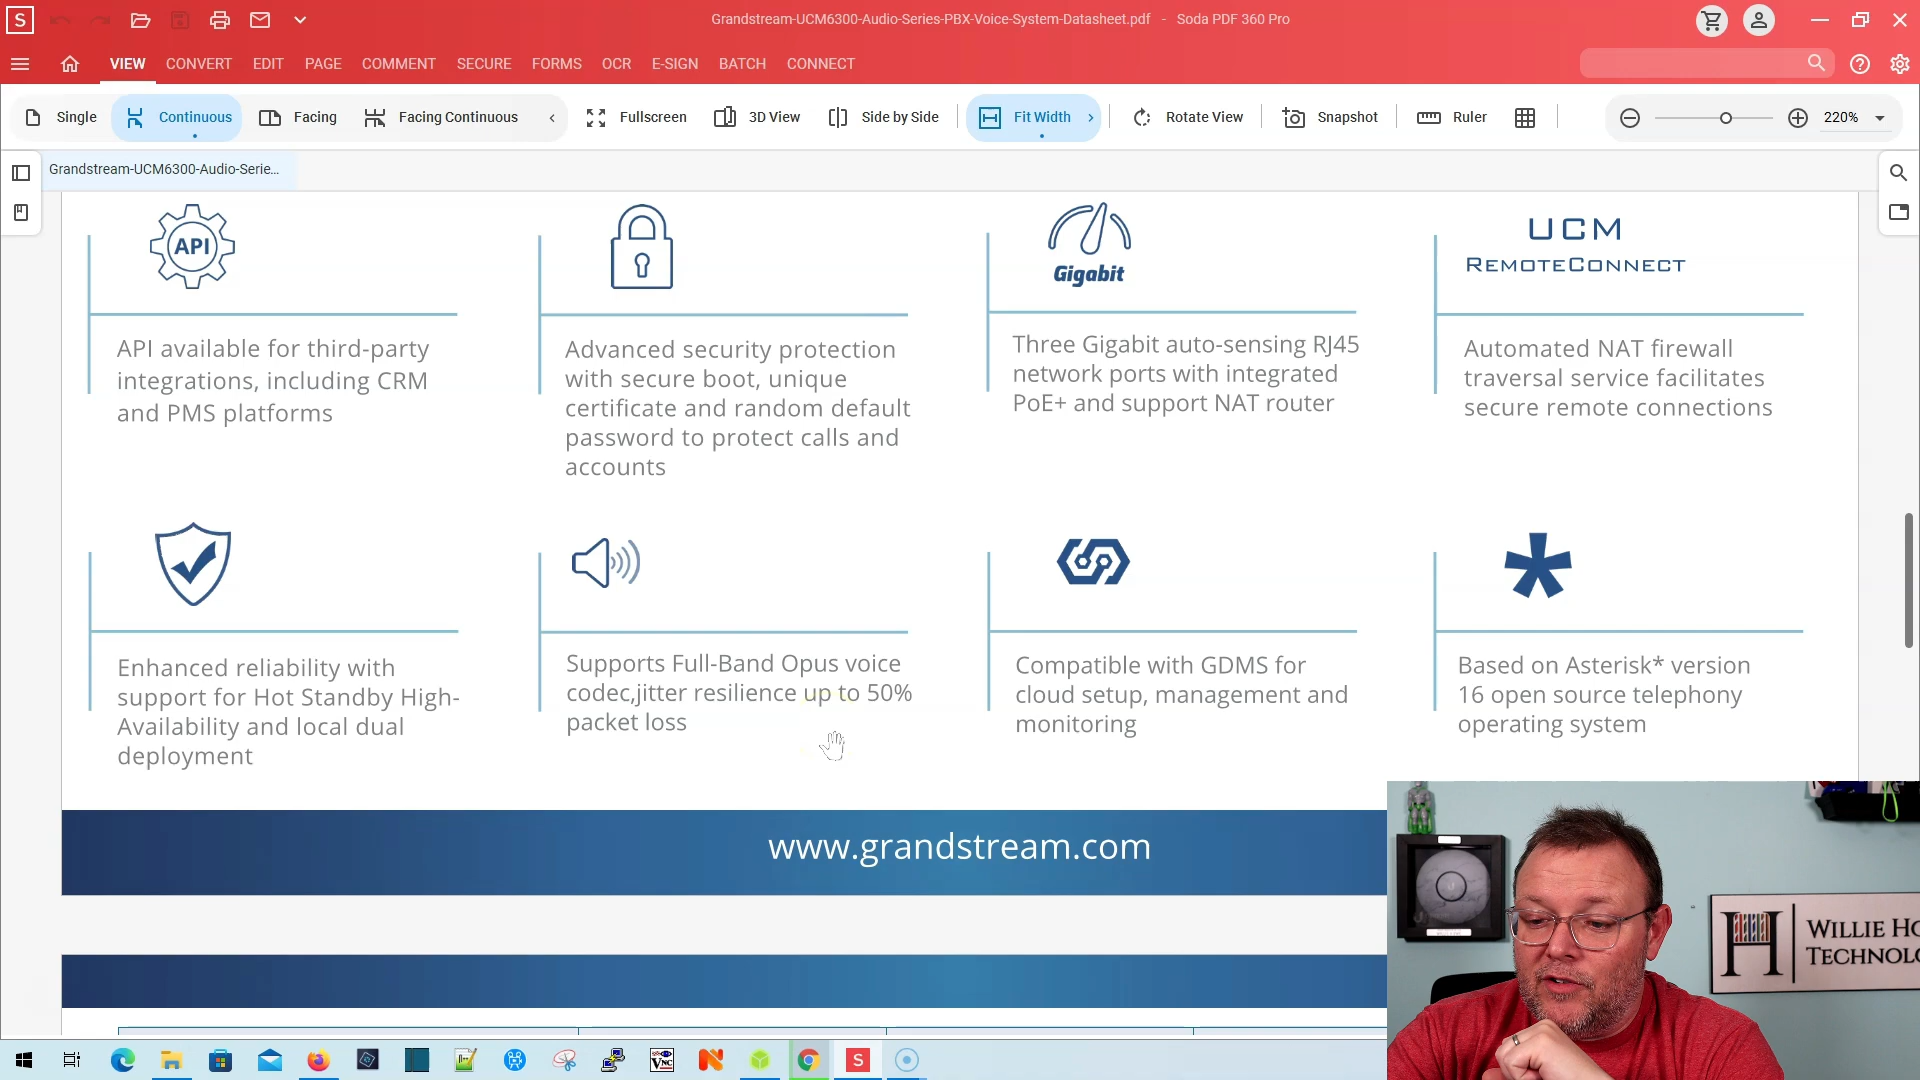 S
Grandstream-UCM6300-Audio-Series-PBX-Voice-System-Datasheet.pdf - Soda PDF 360 Pro
VIEW CONVERT EDIT PAGE COMMENT SECURE FORMS OCR E-SIGN BATCH CONNECT
Single Continuous Facing Facing Continuous Fullscreen 3D View Side by Side Fit Width Rotate View Snapshot Ruler 220%
Grandstream-UCM6300-Audio-Serie...
API
API available for third-party
integrations, including CRM
and PMS platforms
Advanced security protection
with secure boot, unique
certificate and random default
password to protect calls and
accounts
Gigabit
Three Gigabit auto-sensing RJ45
network ports with integrated
PoE+ and support NAT router
UCM
REMOTECONNECT
Automated NAT firewall
traversal service facilitates
secure remote connections
Enhanced reliability with
support for Hot Standby High-
Availability and local dual
deployment
Supports Full-Band Opus voice
codec,jitter resilience up to 50%
packet loss
Compatible with GDMS for
cloud setup, management and
monitoring
Based on Asterisk* version
16 open source telephony
operating system
www.grandstream.com
H
WILLIE HO
TECHNOLO
VNC
S